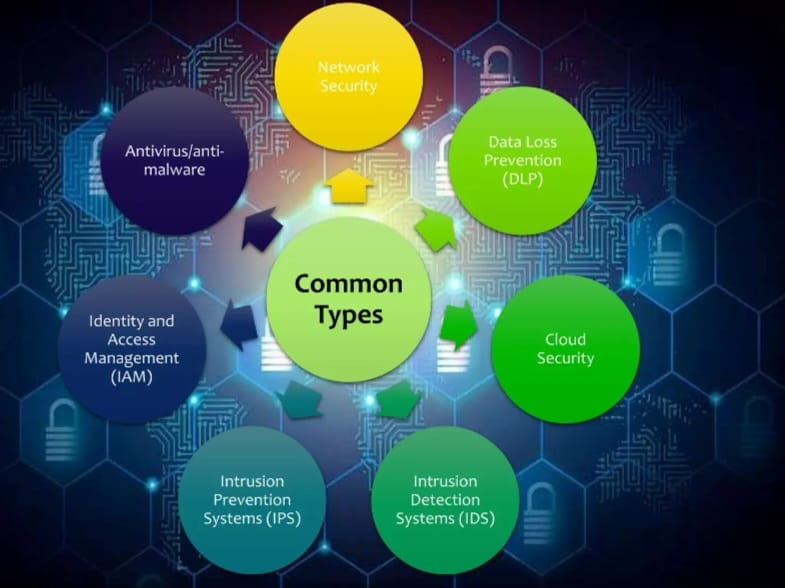 Network
Security
Data Loss
Prevention
(DLP)
Cloud
Security
Intrusion
Detection
Systems (IDS)
Intrusion
Prevention
Systems (IPS)
Identity and
Access
Management
(IAM)
Antivirus/anti-
malware
Common
Types